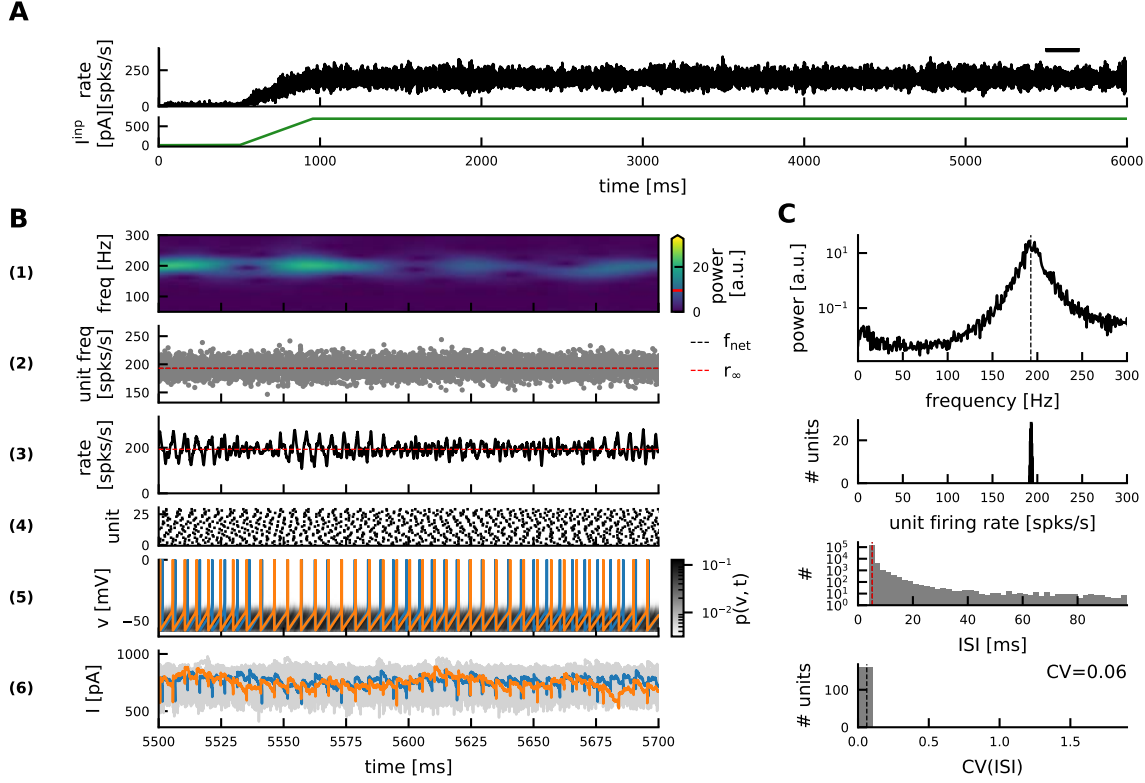 A
rate
[spks/s]
250
0
I^inp
[pA]
500
0
0 1000 2000 3000 4000 5000 6000
time [ms]
B
(1)
freq [Hz]
300
200
100
20
0
power
[a.u.]
(2)
unit freq
[spks/s]
250
200
150
f_net
r_∞
(3)
rate
[spks/s]
200
0
(4)
unit
25
0
(5)
v [mV]
0
−50
10^−1
10^−2
p(v, t)
(6)
I [pA]
1000
500
5500 5525 5550 5575 5600 5625 5650 5675 5700
time [ms]
C
power [a.u.]
10^1
10^−1
0 50 100 150 200 250 300
frequency [Hz]
# units
20
0
0 50 100 150 200 250 300
unit firing rate [spks/s]
#
10^5
10^4
10^3
10^2
10^1
10^0
0 20 40 60 80
ISI [ms]
# units
100
0
CV=0.06
0.0 0.5 1.0 1.5
CV(ISI)